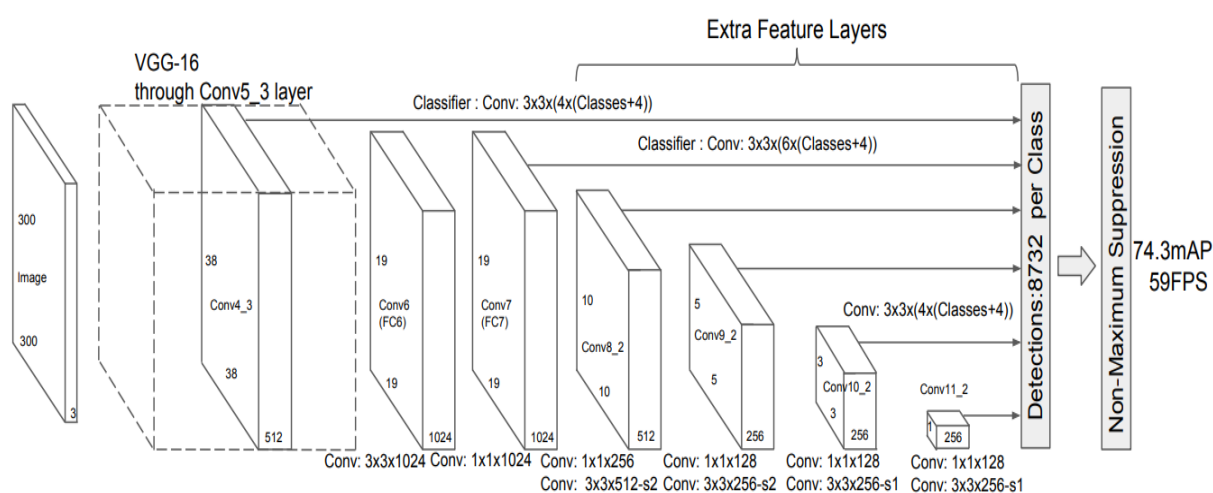 Extra Feature Layers
VGG-16
through Conv5_3 layer
Classifier : Conv: 3x3x(4x(Classes+4))
Classifier : Conv: 3x3x(6x(Classes+4))
300
Image
300
3
38
Conv4_3
38
512
19
Conv6
(FC6)
19
1024
19
Conv7
(FC7)
19
1024
10
Conv8_2
10
512
5
Conv9_2
5
256
Conv: 3x3x(4x(Classes+4))
3
Conv10_2
3
256
Conv11_2
1
256
Detections:8732 per Class
Non-Maximum Suppression
74.3mAP
59FPS
Conv: 3x3x1024
Conv: 1x1x1024
Conv: 1x1x256
Conv: 3x3x512-s2
Conv: 1x1x128
Conv: 3x3x256-s2
Conv: 1x1x128
Conv: 3x3x256-s1
Conv: 1x1x128
Conv: 3x3x256-s1